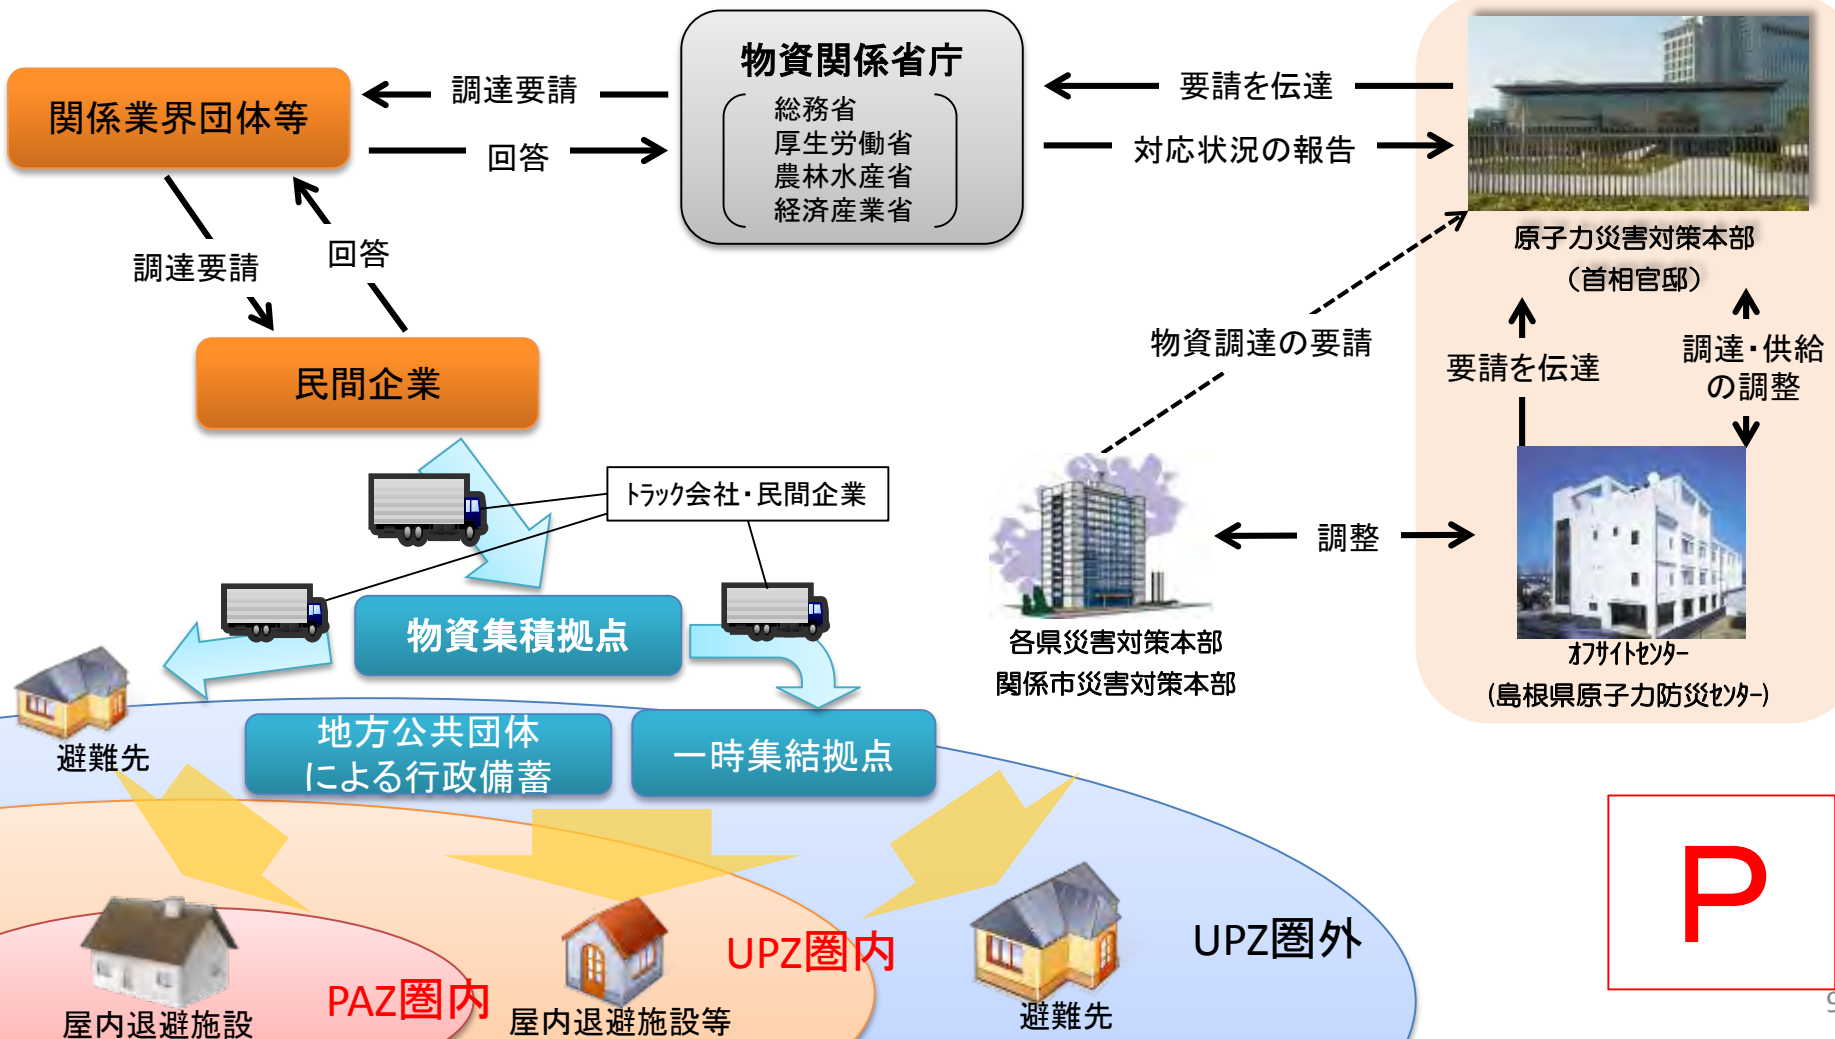 物資関係省庁
総務省
厚生労働省
農林水産省
経済産業省
関係業界団体等
調達要請
回答
要請を伝達
対応状況の報告
原子力災害対策本部
（首相官邸）
調達要請
回答
民間企業
物資調達の要請
要請を伝達
調達・供給
の調整
トラック会社・民間企業
調整
物資集積拠点
各県災害対策本部
関係市災害対策本部
オフサイトセンター
(島根県原子力防災センター)
避難先
地方公共団体
による行政備蓄
一時集結拠点
P
UPZ圏内
UPZ圏外
PAZ圏内
屋内退避施設
屋内退避施設等
避難先
9